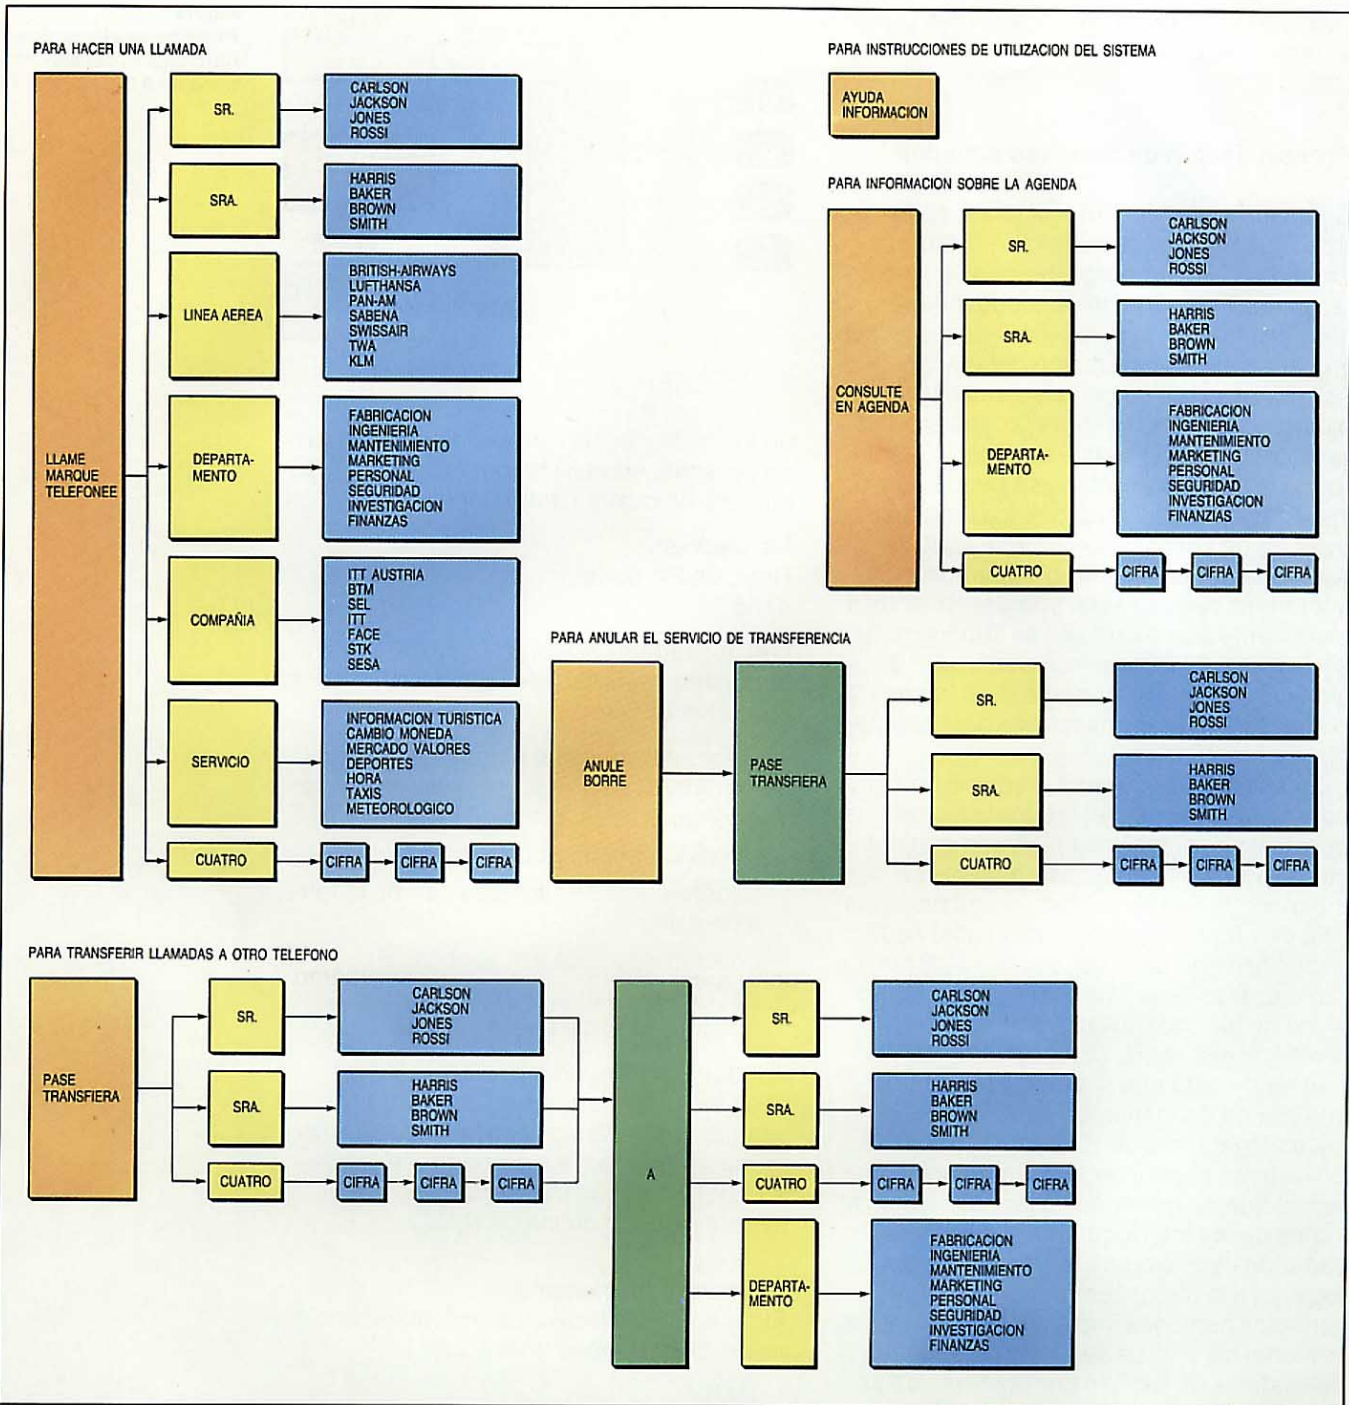 PARA HACER UNA LLAMADA
LLAME
MARQUE
TELEFONEE
SR.
CARLSON
JACKSON
JONES
ROSSI
SRA.
HARRIS
BAKER
BROWN
SMITH
LINEA AEREA
BRITISH-AIRWAYS
LUFTHANSA
PAN-AM
SABENA
SWISSAIR
TWA
KLM
DEPARTA-
MENTO
FABRICACION
INGENIERIA
MANTENIMIENTO
MARKETING
PERSONAL
SEGURIDAD
INVESTIGACION
FINANZAS
COMPAÑIA
ITT AUSTRIA
BTM
SEL
ITT
FACE
STK
SESA
SERVICIO
INFORMACION TURISTICA
CAMBIO MONEDA
MERCADO VALORES
DEPORTES
HORA
TAXIS
METEOROLOGICO
CUATRO
CIFRA
CIFRA
CIFRA
PARA INSTRUCCIONES DE UTILIZACION DEL SISTEMA
AYUDA
INFORMACION
PARA INFORMACION SOBRE LA AGENDA
CONSULTE
EN AGENDA
SR.
CARLSON
JACKSON
JONES
ROSSI
SRA.
HARRIS
BAKER
BROWN
SMITH
DEPARTA-
MENTO
FABRICACION
INGENIERIA
MANTENIMIENTO
MARKETING
PERSONAL
SEGURIDAD
INVESTIGACION
FINANZIAS
CUATRO
CIFRA
CIFRA
CIFRA
PARA ANULAR EL SERVICIO DE TRANSFERENCIA
ANULE
BORRE
PASE
TRANSFIERA
SR.
CARLSON
JACKSON
JONES
ROSSI
SRA.
HARRIS
BAKER
BROWN
SMITH
CUATRO
CIFRA
CIFRA
CIFRA
PARA TRANSFERIR LLAMADAS A OTRO TELEFONO
PASE
TRANSFIERA
SR.
CARLSON
JACKSON
JONES
ROSSI
SRA.
HARRIS
BAKER
BROWN
SMITH
CUATRO
CIFRA
CIFRA
CIFRA
A
SR.
CARLSON
JACKSON
JONES
ROSSI
SRA.
HARRIS
BAKER
BROWN
SMITH
CUATRO
CIFRA
CIFRA
CIFRA
DEPARTA-
MENTO
FABRICACION
INGENIERIA
MANTENIMIENTO
MARKETING
PERSONAL
SEGURIDAD
INVESTIGACION
FINANZAS